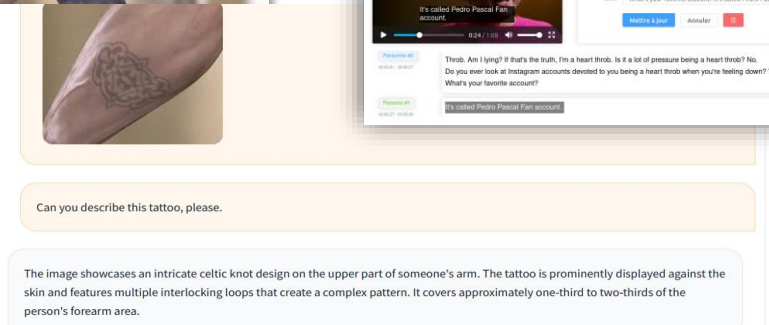 It's called Pedro Pascal Fan
account.
0:24 / 1:08
Mettre à jour
Annuler
Throb. Am I lying? If that's the truth, I'm a heart throb. Is it a lot of pressure being a heart throb? No.
Do you ever look at Instagram accounts devoted to you being a heart throb when you're feeling down?
What's your favorite account?
It's called Pedro Pascal Fan account.
Can you describe this tattoo, please.
The image showcases an intricate celtic knot design on the upper part of someone's arm. The tattoo is prominently displayed against the
skin and features multiple interlocking loops that create a complex pattern. It covers approximately one-third to two-thirds of the
person's forearm area.